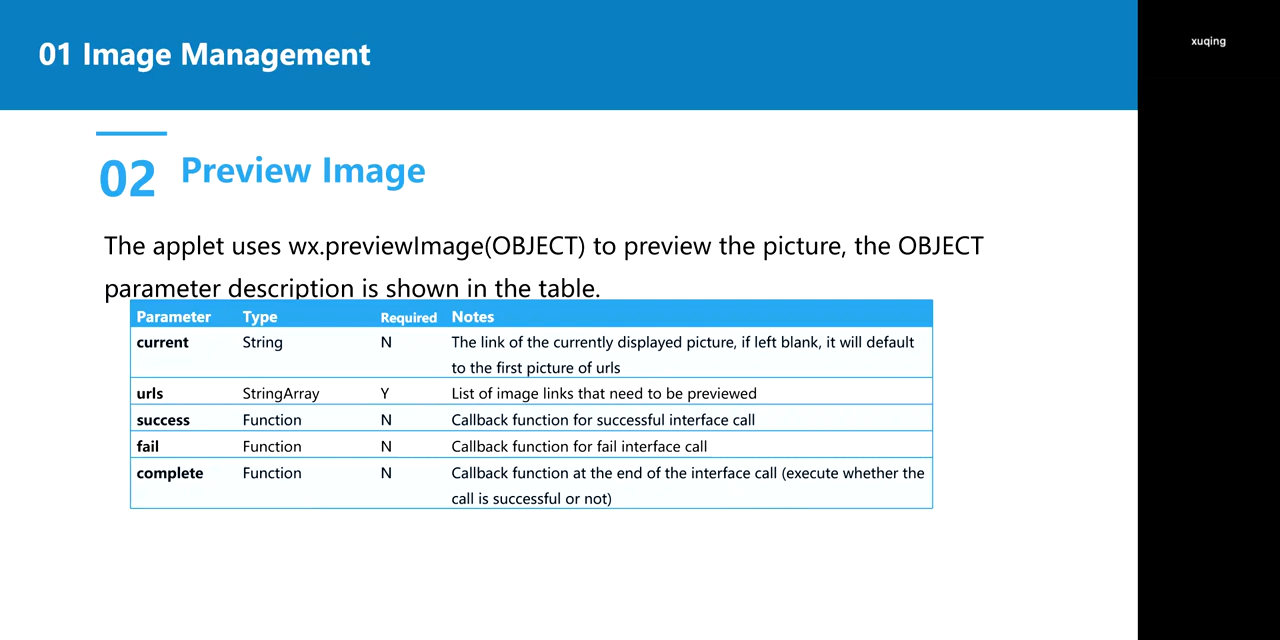 01 Image Management
xuqing
02 Preview Image
The applet uses wx.previewImage(OBJECT) to preview the picture, the OBJECT
parameter description is shown in the table.
Parameter Type Required Notes
current String N The link of the currently displayed picture, if left blank, it will default
to the first picture of urls
urls StringArray Y List of image links that need to be previewed
success Function N Callback function for successful interface call
fail Function N Callback function for fail interface call
complete Function N Callback function at the end of the interface call (execute whether the
call is successful or not)